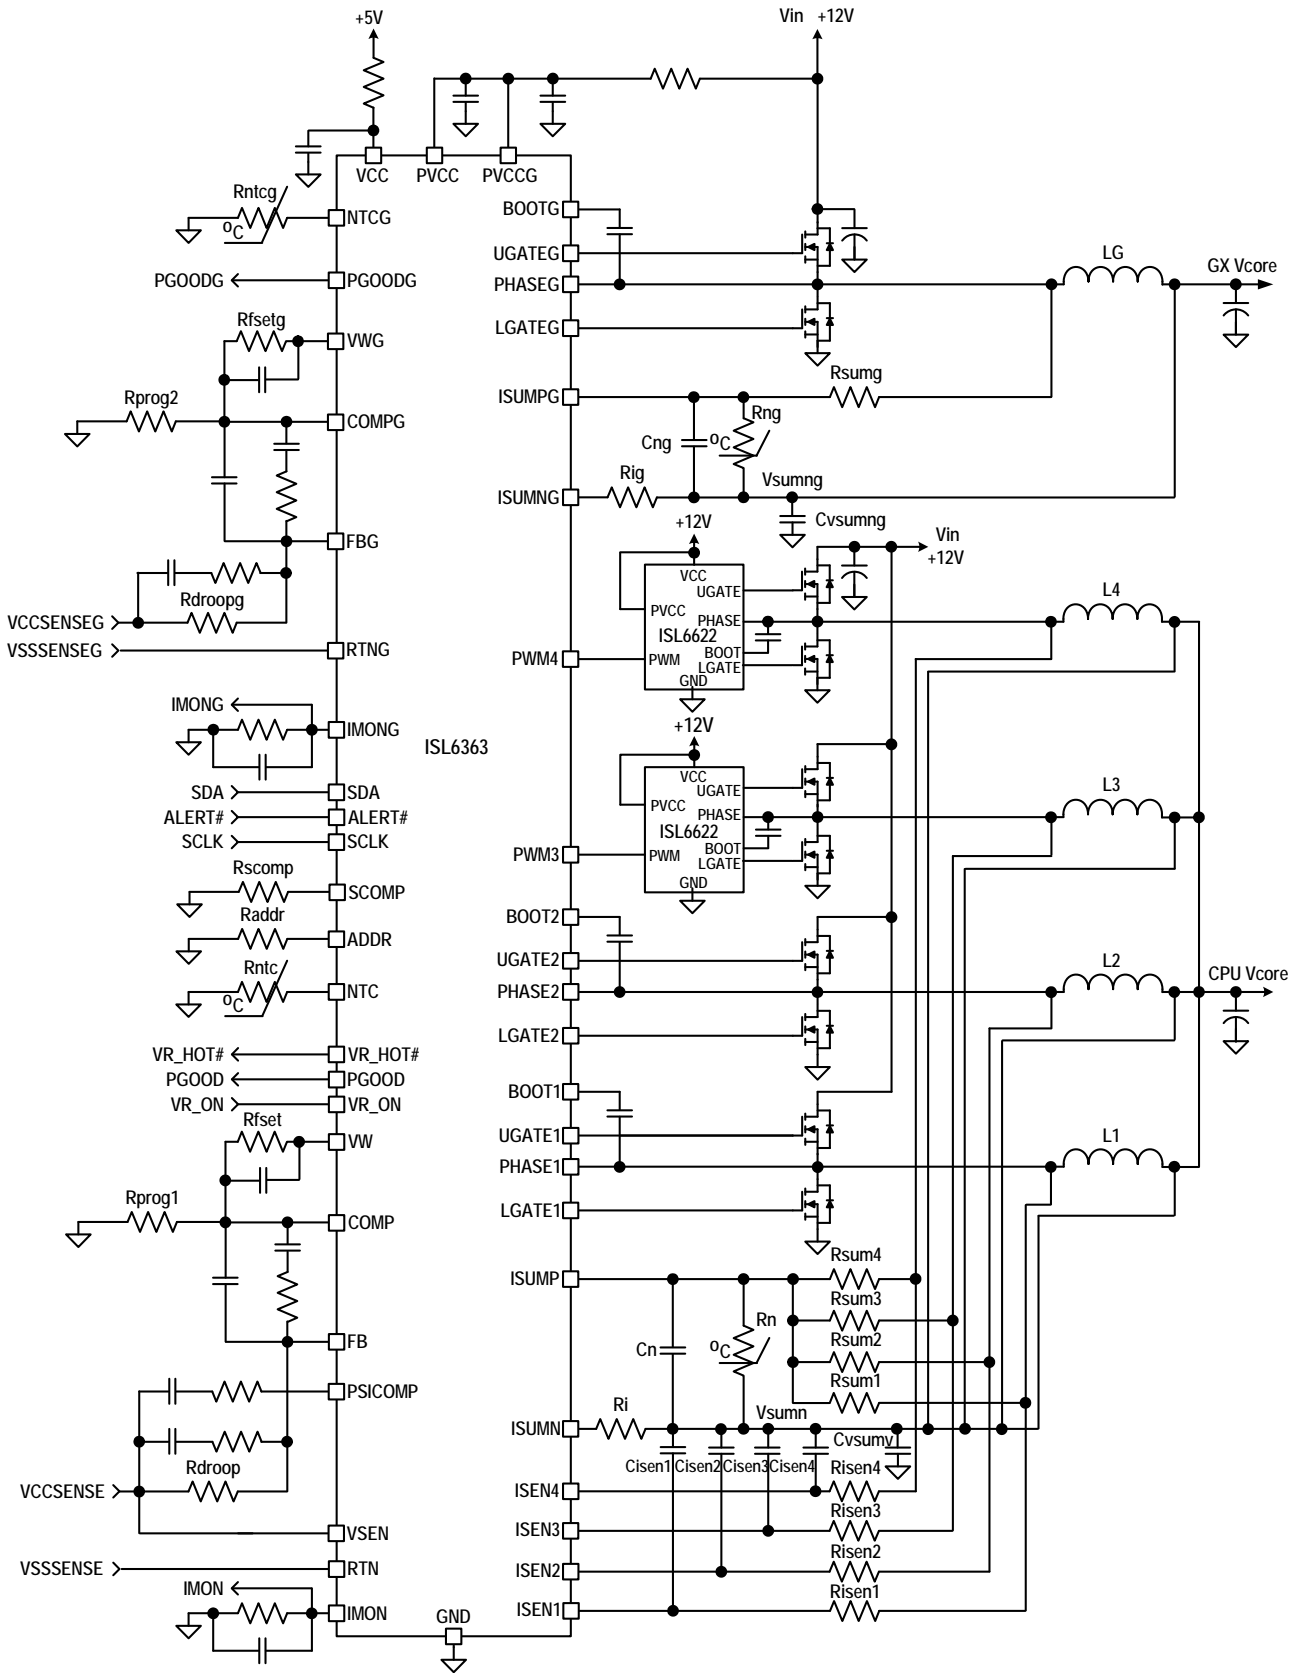 +5V
Vin +12V
VCC
PVCC
PVCCG
Rntcg
oC
NTCG
PGOODG
PGOODG
Rfsetg
VWG
Rprog2
COMPG
FBG
Rdroopg
VCCSENSEG
VSSSENSEG
RTNG
IMONG
IMONG
SDA
SDA
ALERT#
ALERT#
SCLK
SCLK
Rscomp
SCOMP
Raddr
ADDR
Rntc
oC
NTC
VR_HOT#
VR_HOT#
PGOOD
PGOOD
VR_ON
VR_ON
Rfset
VW
Rprog1
COMP
FB
PSICOMP
Rdroop
VCCSENSE
VSEN
VSSSENSE
RTN
IMON
IMON
GND
ISL6363
BOOTG
UGATEG
PHASEG
LGATEG
LG
GX Vcore
ISUMPG
Rsumg
Rng
Cng
oC
Rig
Vsumng
ISUMNG
Cvsumng
+12V
Vin
+12V
VCC
UGATE
PVCC
PHASE
ISL6622
BOOT
PWM
LGATE
GND
PWM4
L4
+12V
VCC
UGATE
PVCC
PHASE
ISL6622
BOOT
PWM
LGATE
GND
PWM3
L3
BOOT2
UGATE2
PHASE2
LGATE2
L2
CPU Vcore
BOOT1
UGATE1
PHASE1
LGATE1
L1
ISUMP
Rsum4
Rsum3
Rsum2
Rsum1
Rn
Cn
oC
Ri
Vsumn
ISUMN
Cvsumv
Cisen1
Cisen2
Cisen3
Cisen4
ISEN4
Risen4
ISEN3
Risen3
ISEN2
Risen2
ISEN1
Risen1